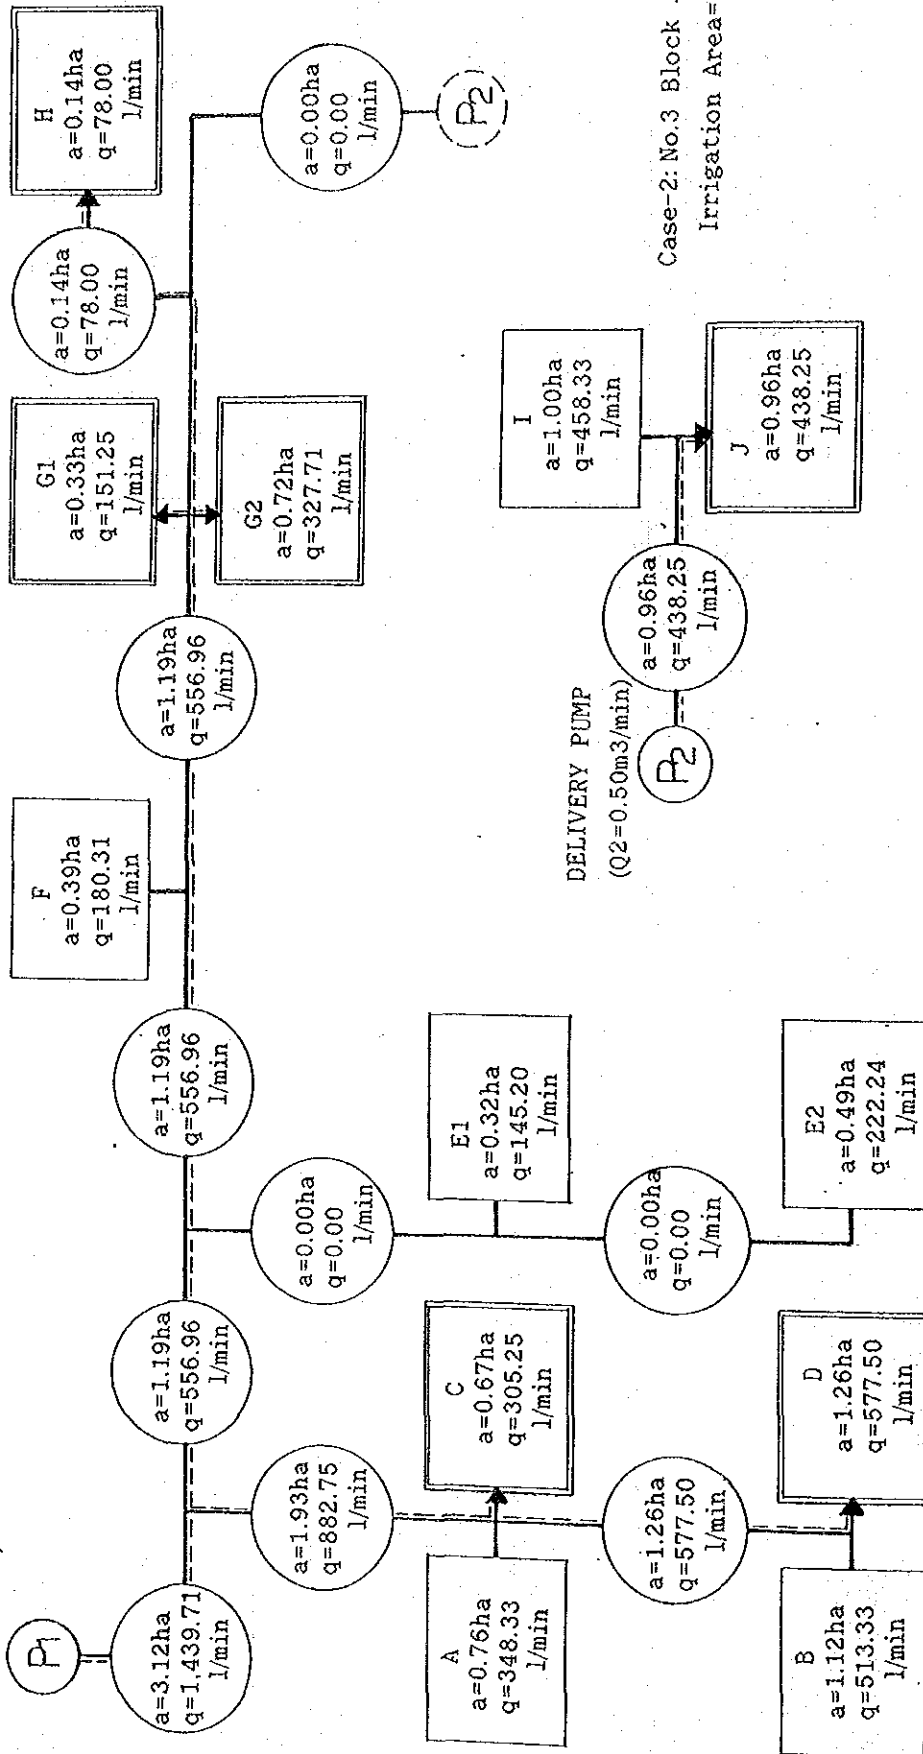 P1
a=3.12ha
q=1,439.71
l/min
a=1.19ha
q=556.96
l/min
a=1.19ha
q=556.96
l/min
F
a=0.39ha
q=180.31
l/min
a=1.19ha
q=556.96
l/min
G1
a=0.33ha
q=151.25
l/min
G2
a=0.72ha
q=327.71
l/min
a=0.14ha
q=78.00
l/min
H
a=0.14ha
q=78.00
l/min
a=0.00ha
q=0.00
l/min
P2
a=1.93ha
q=882.75
l/min
A
a=0.76ha
q=348.33
l/min
C
a=0.67ha
q=305.25
l/min
a=1.26ha
q=577.50
l/min
B
a=1.12ha
q=513.33
l/min
D
a=1.26ha
q=577.50
l/min
a=0.00ha
q=0.00
l/min
E1
a=0.32ha
q=145.20
l/min
a=0.00ha
q=0.00
l/min
E2
a=0.49ha
q=222.24
l/min
DELIVERY PUMP
(Q2=0.50m3/min)
P2
a=0.96ha
q=438.25
l/min
I
a=1.00ha
q=458.33
l/min
J
a=0.96ha
q=438.25
l/min
Case-2: No.3 Block
Irrigation Area=